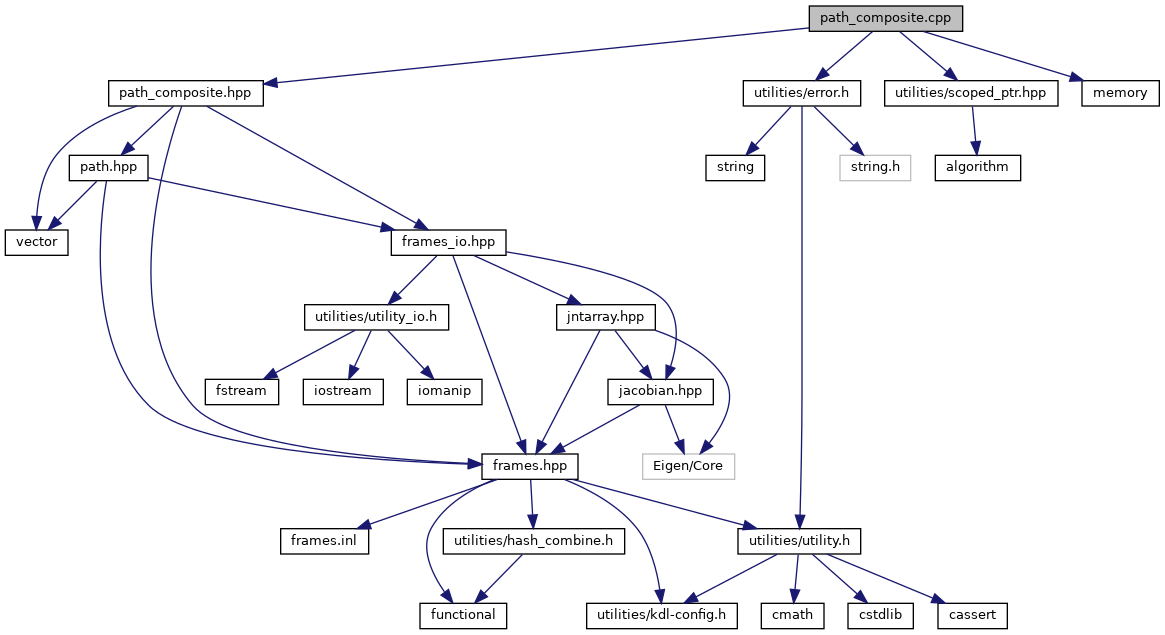 path_composite.cpp
path_composite.hpp
utilities/error.h
utilities/scoped_ptr.hpp
memory
path.hpp
string
string.h
algorithm
vector
frames_io.hpp
utilities/utility_io.h
jntarray.hpp
fstream
iostream
iomanip
jacobian.hpp
frames.hpp
Eigen/Core
frames.inl
utilities/hash_combine.h
utilities/utility.h
functional
utilities/kdl-config.h
cmath
cstdlib
cassert